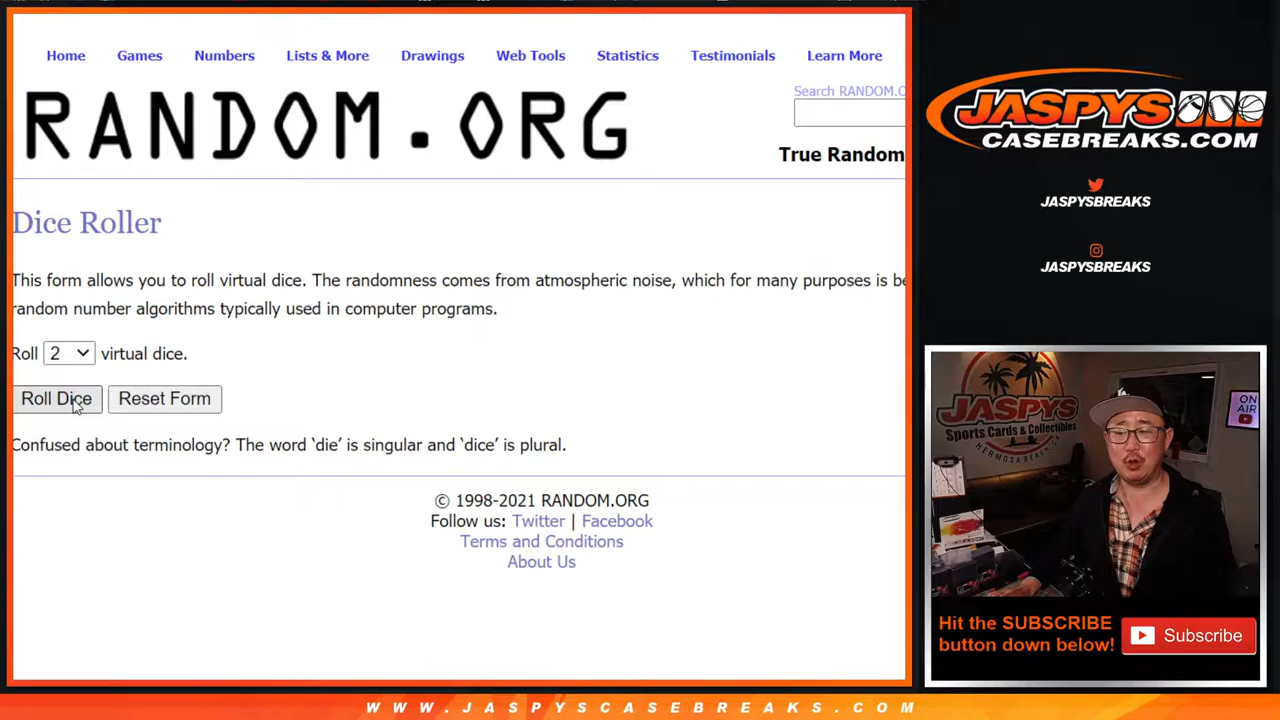 Home Games Numbers Lists & More Drawings Web Tools Statistics Testimonials Learn More
RANDOM.ORG
Search RANDOM.O
True Random
Dice Roller
This form allows you to roll virtual dice. The randomness comes from atmospheric noise, which for many purposes is be
random number algorithms typically used in computer programs.
Roll 2 virtual dice.
Roll Dice Reset Form
Confused about terminology? The word ‘die’ is singular and ‘dice’ is plural.
© 1998-2021 RANDOM.ORG
Follow us: Twitter | Facebook
Terms and Conditions
About Us
JASPYS
CASEBREAKS.COM
JASPYSBREAKS
JASPYSBREAKS
JASPYS
Sports Cards & Collectibles
HERMOSA BEACH, CA
ON
AIR
Hit the SUBSCRIBE
button down below!
Subscribe
WWW.JASPYSCASEBREAKS.COM